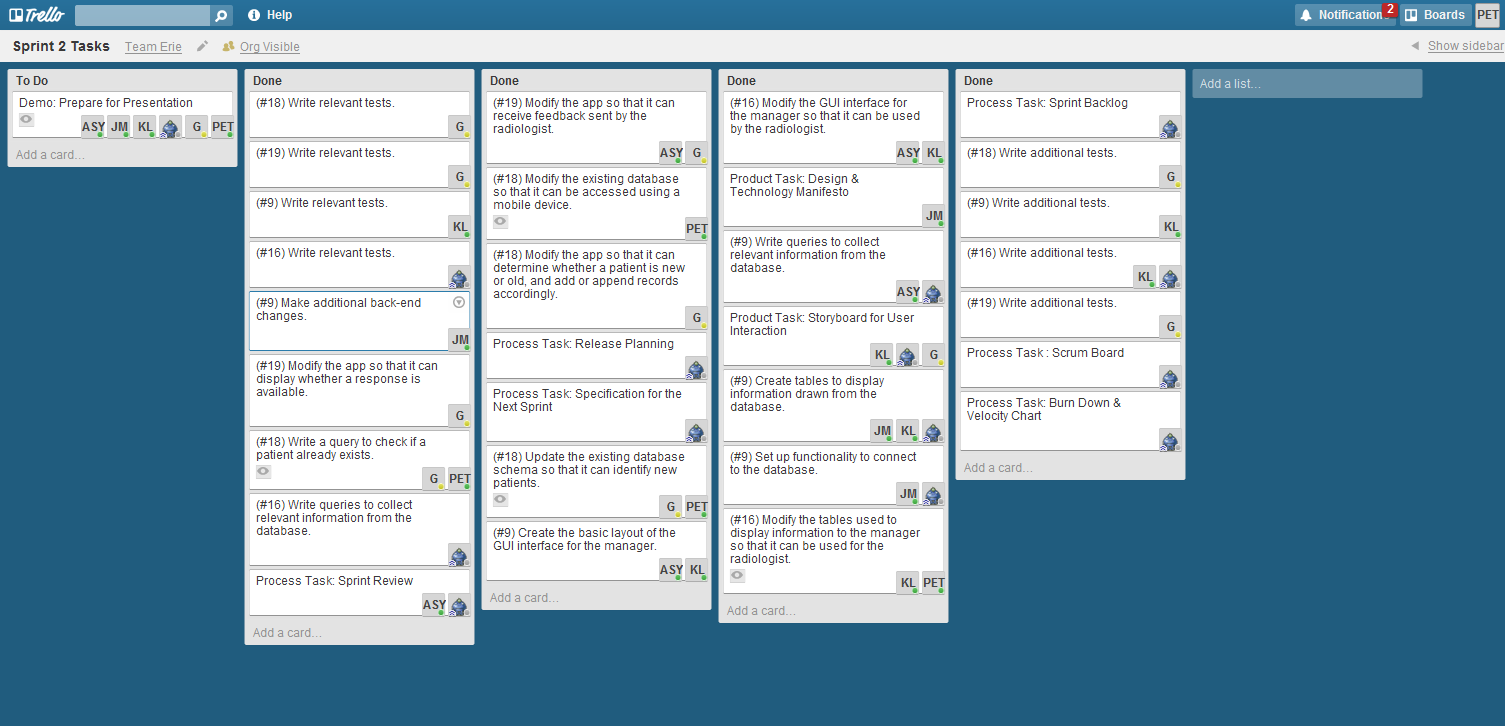 Trello
Help
Notifications
2
Boards
PET
Sprint 2 Tasks
Team Erie
Org Visible
Show sidebar
To Do
Demo: Prepare for Presentation
ASY JM KL G PET
Add a card...
Done
(#18) Write relevant tests.
G
(#19) Write relevant tests.
G
(#9) Write relevant tests.
KL
(#16) Write relevant tests.
(#9) Make additional back-end
changes.
JM
(#19) Modify the app so that it can
display whether a response is
available.
G
(#18) Write a query to check if a
patient already exists.
G PET
(#16) Write queries to collect
relevant information from the
database.
Process Task: Sprint Review
ASY
Add a card...
Done
(#19) Modify the app so that it can
receive feedback sent by the
radiologist.
ASY G
(#18) Modify the existing database
so that it can be accessed using a
mobile device.
PET
(#18) Modify the app so that it can
determine whether a patient is new
or old, and add or append records
accordingly.
G
Process Task: Release Planning
Process Task: Specification for the
Next Sprint
(#18) Update the existing database
schema so that it can identify new
patients.
G PET
(#9) Create the basic layout of the
GUI interface for the manager.
ASY KL
Add a card...
Done
(#16) Modify the GUI interface for
the manager so that it can be used
by the radiologist.
ASY KL
Product Task: Design &
Technology Manifesto
JM
(#9) Write queries to collect
relevant information from the
database.
ASY
Product Task: Storyboard for User
Interaction
KL G
(#9) Create tables to display
information drawn from the
database.
JM KL
(#9) Set up functionality to connect
to the database.
JM
(#16) Modify the tables used to
display information to the manager
so that it can be used for the
radiologist.
KL PET
Add a card...
Done
Process Task: Sprint Backlog
(#18) Write additional tests.
G
(#9) Write additional tests.
KL
(#16) Write additional tests.
KL
(#19) Write additional tests.
G
Process Task : Scrum Board
Process Task: Burn Down &
Velocity Chart
Add a card...
Add a list...